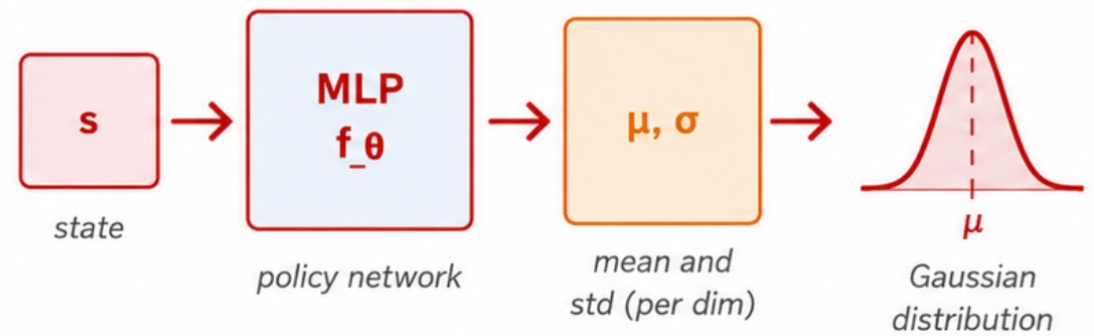 s
state
MLP
f_θ
policy network
μ, σ
mean and
std (per dim)
μ
Gaussian
distribution